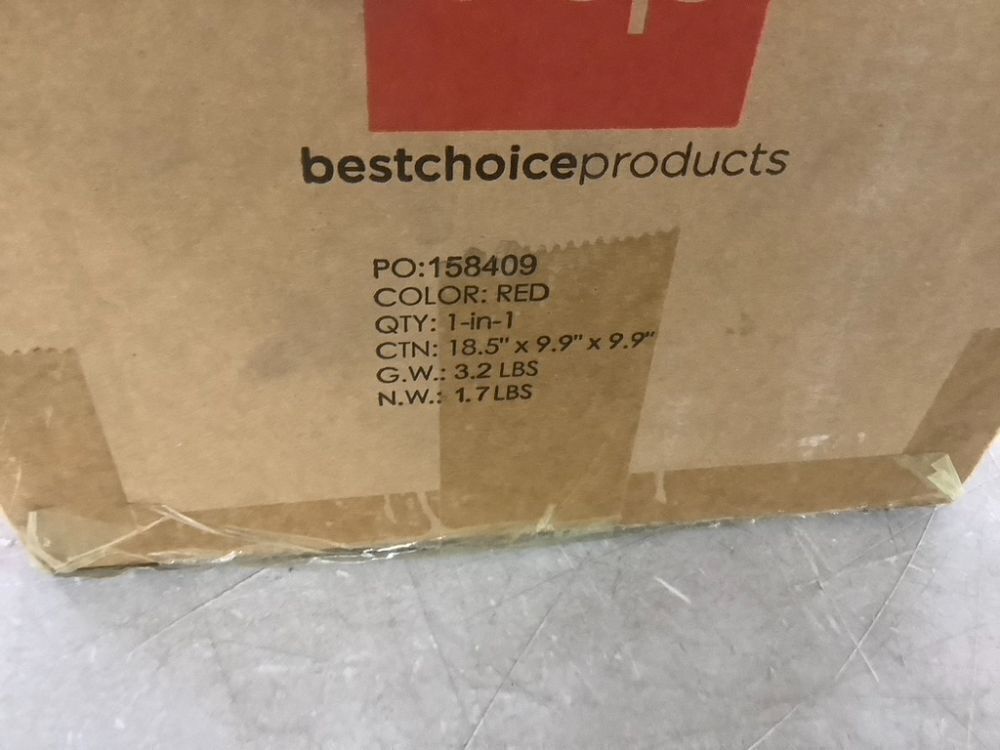 bestchoiceproducts
PO:158409
COLOR: RED
QTY: 1-in-1
CTN: 18.5" x 9.9" x 9.9"
G.W.: 3.2 LBS
N.W.: 1.7 LBS